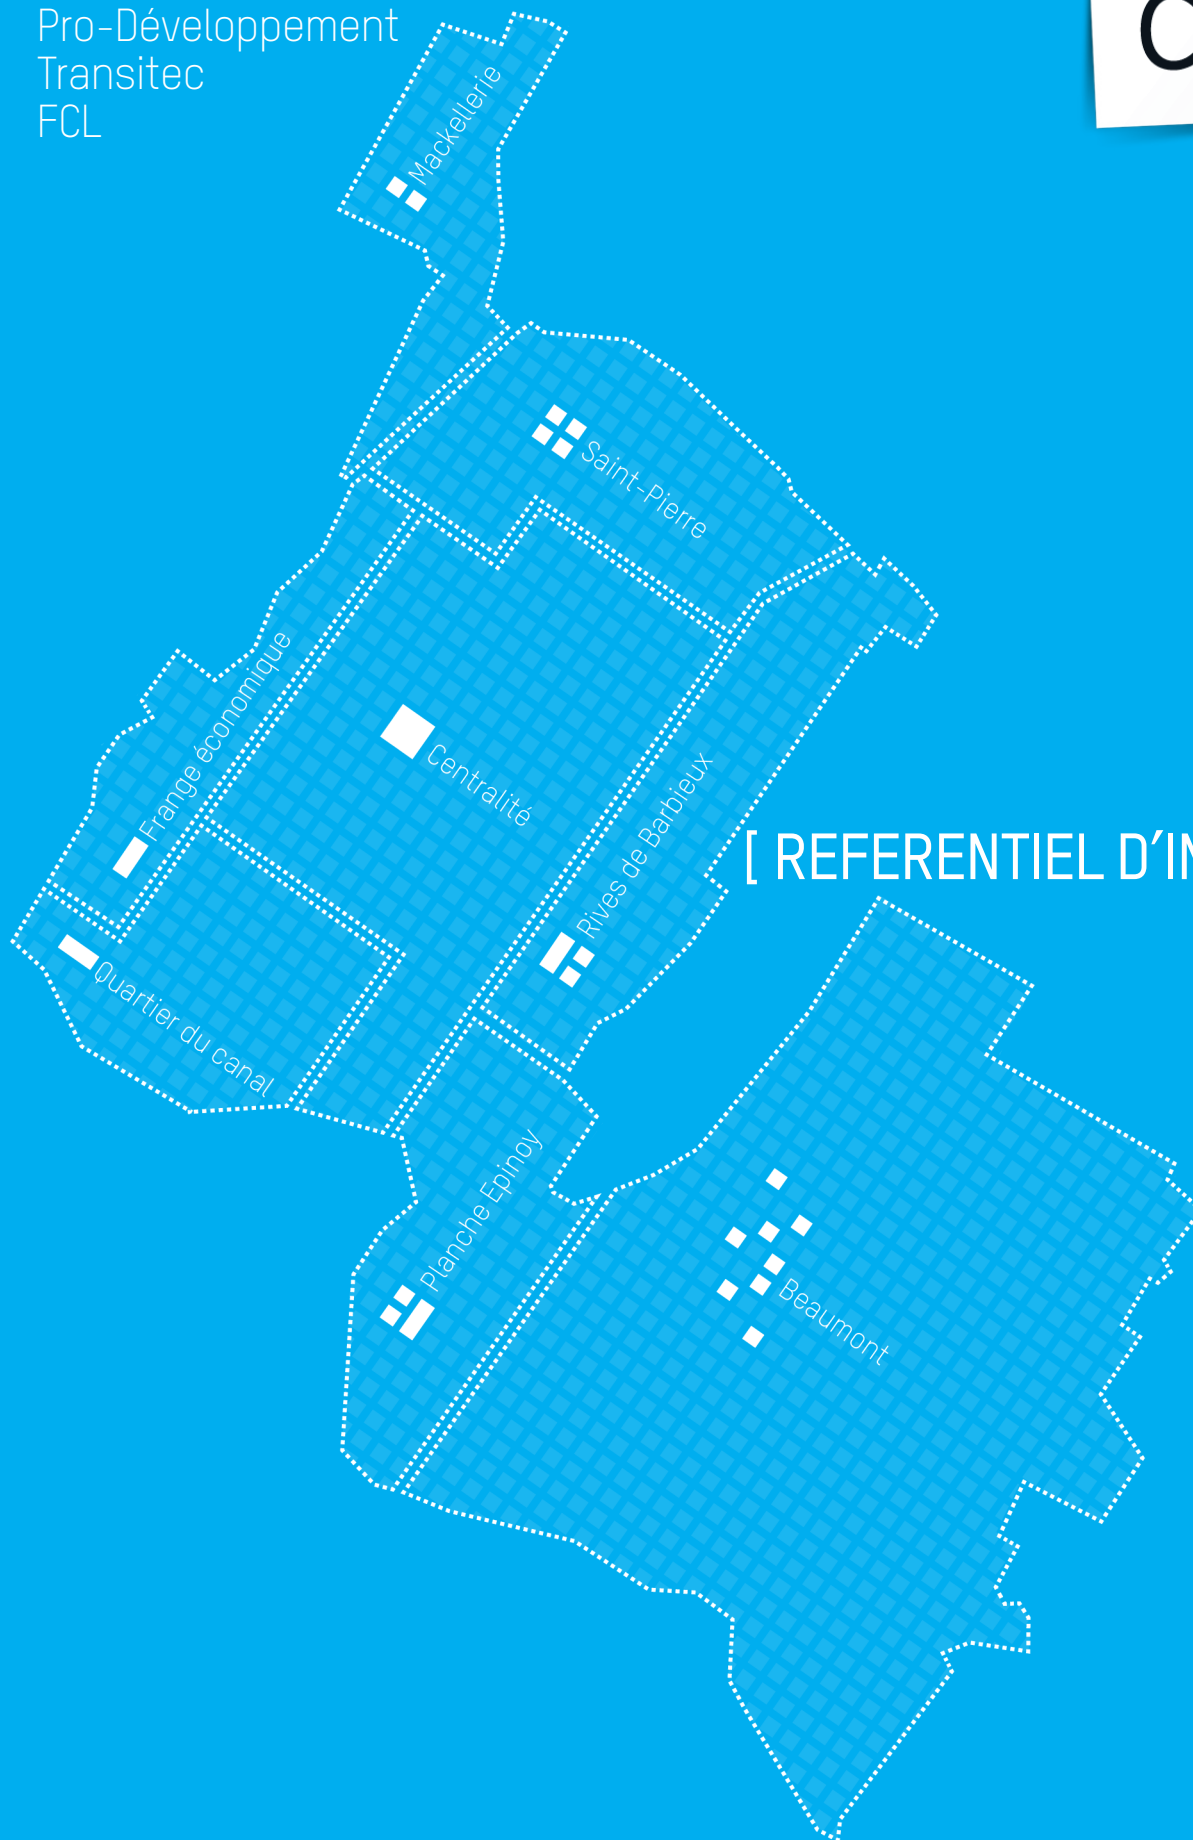 Pro-Développement
Transitec
FCL
Mackellerie
Saint-Pierre
Frange économique
Centralité
Rives de Barbieux
[ REFERENTIEL D'IN
Quartier du canal
Planche Epinoy
Beaumont